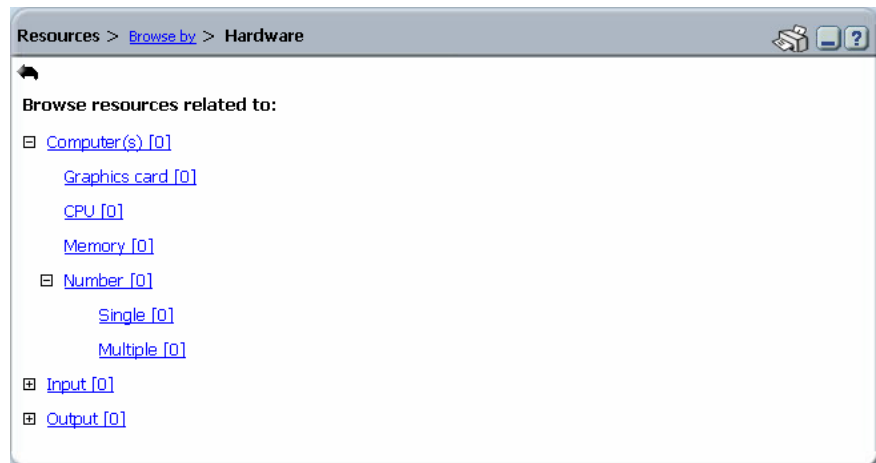 Resources > Browse by > Hardware
?
Browse resources related to:
Computer(s) [0]
Graphics card [0]
CPU [0]
Memory [0]
Number [0]
Single [0]
Multiple [0]
Input [0]
Output [0]